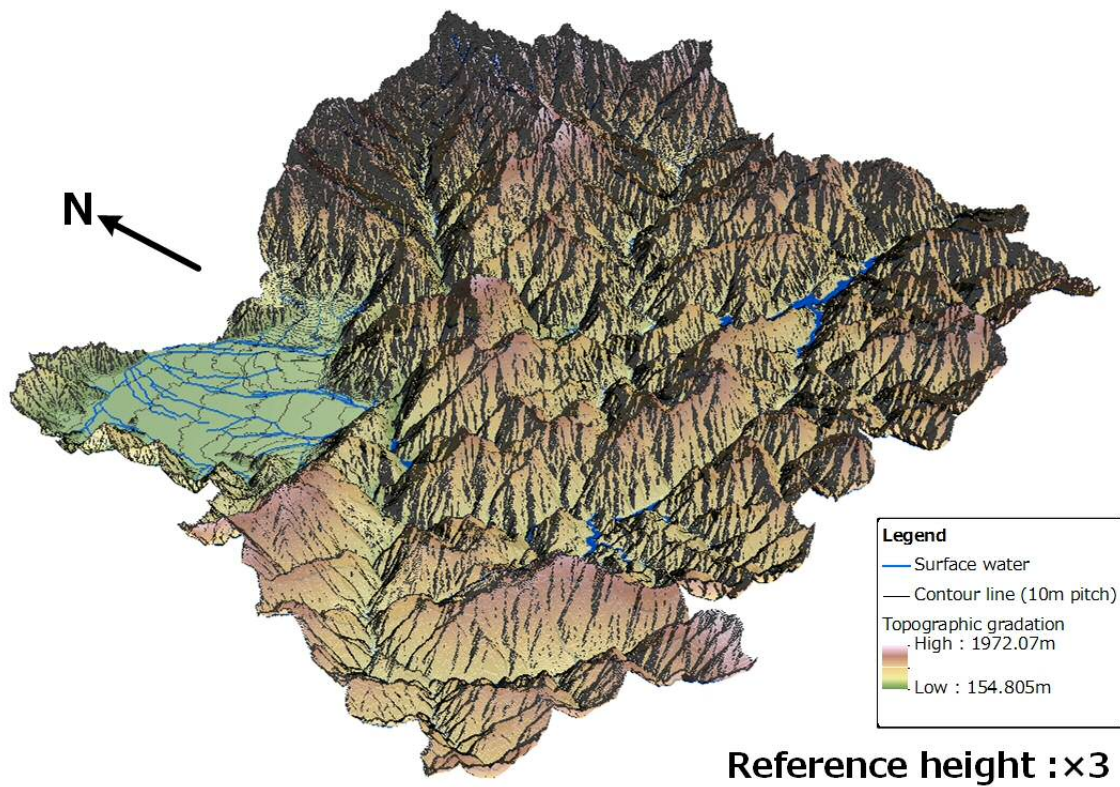 N
Legend
Surface water
Contour line (10m pitch)
Topographic gradation
High : 1972.07m
Low : 154.805m
Reference height :×3